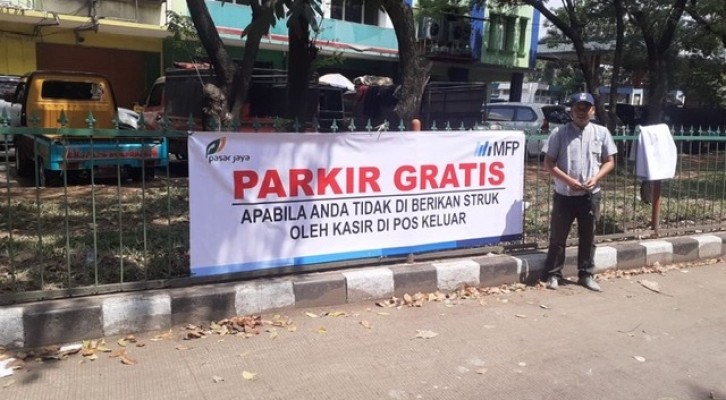 pasar jaya
MFP
PARKIR GRATIS
APABILA ANDA TIDAK DI BERIKAN STRUK
OLEH KASIR DI POS KELUAR